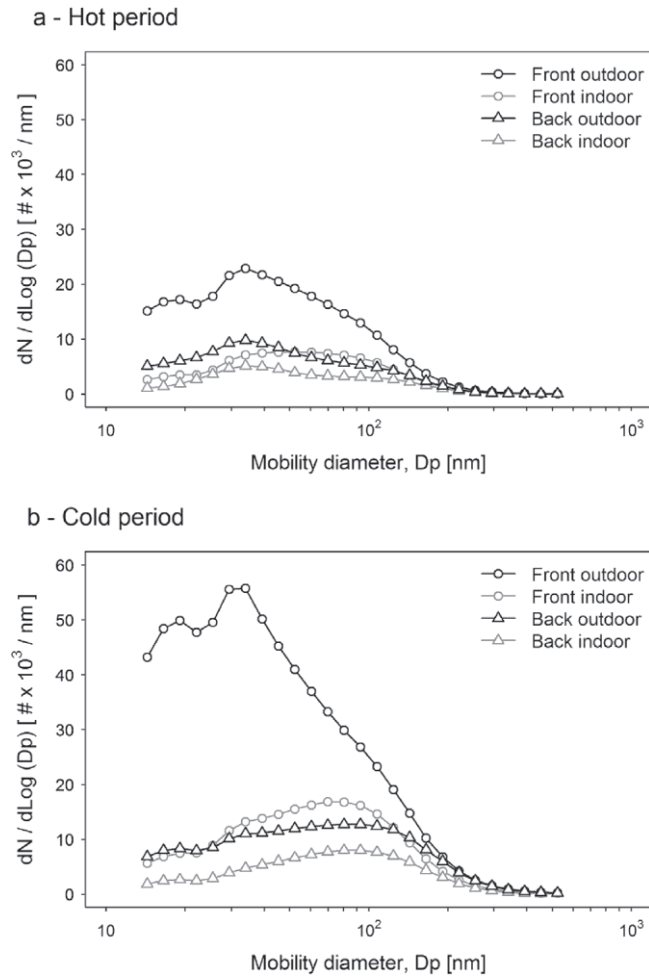 a - Hot period
60
50
40
30
20
10
0
dN / dLog (Dp) [ # x 10³ / nm ]
Front outdoor
Front indoor
Back outdoor
Back indoor
10
10²
10³
Mobility diameter, Dp [nm]
b - Cold period
60
50
40
30
20
10
0
dN / dLog (Dp) [ # x 10³ / nm ]
Front outdoor
Front indoor
Back outdoor
Back indoor
10
10²
10³
Mobility diameter, Dp [nm]